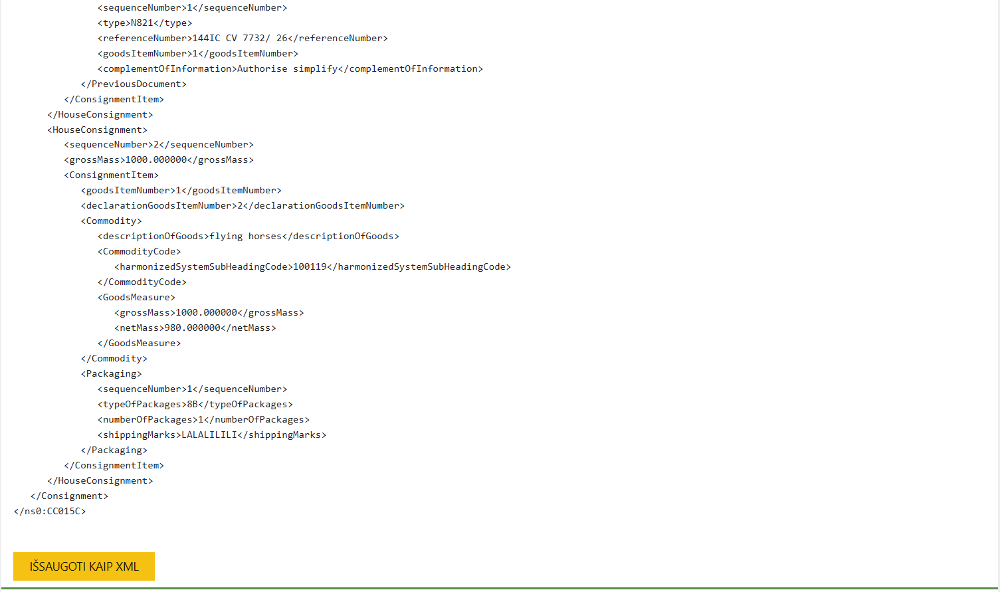 <sequenceNumber>1</sequenceNumber>
<type>N821</type>
<referenceNumber>144IC CV 7732/ 26</referenceNumber>
<goodsItemNumber>1</goodsItemNumber>
<complementOfInformation>Authorise simplify</complementOfInformation>
</PreviousDocument>
</ConsignmentItem>
</HouseConsignment>
<HouseConsignment>
<sequenceNumber>2</sequenceNumber>
<grossMass>1000.000000</grossMass>
<ConsignmentItem>
<goodsItemNumber>1</goodsItemNumber>
<declarationGoodsItemNumber>2</declarationGoodsItemNumber>
<Commodity>
<descriptionOfGoods>flying horses</descriptionOfGoods>
<CommodityCode>
<harmonizedSystemSubHeadingCode>100119</harmonizedSystemSubHeadingCode>
</CommodityCode>
<GoodsMeasure>
<grossMass>1000.000000</grossMass>
<netMass>980.000000</netMass>
</GoodsMeasure>
</Commodity>
<Packaging>
<sequenceNumber>1</sequenceNumber>
<typeOfPackages>8B</typeOfPackages>
<numberOfPackages>1</numberOfPackages>
<shippingMarks>LALALILILI</shippingMarks>
</Packaging>
</ConsignmentItem>
</HouseConsignment>
</Consignment>
</ns0:CC015C>
IŠSAUGOTI KAIP XML